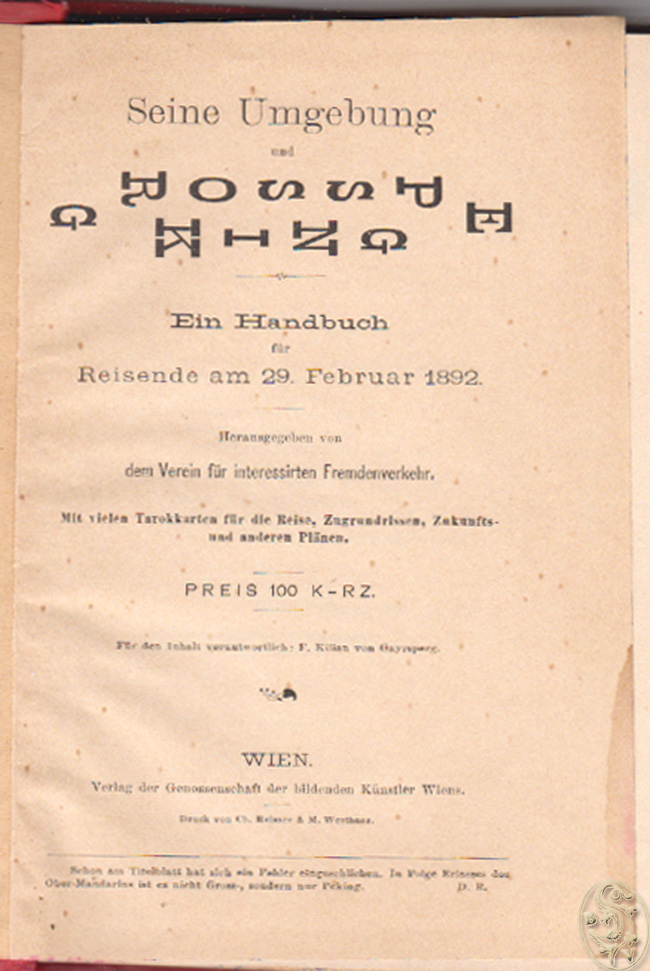 Seine Umgebung
und
GROSSPE
KING
Ein Handbuch
für
Reisende am 29. Februar 1892.
Herausgegeben von
dem Verein für interessirten Fremdenverkehr.
Mit vielen Tarokkarten für die Reise, Zugrundrissen, Zukunfts-
und anderen Plänen.
PREIS 100 K-RZ.
Für den Inhalt verantwortlich: F. Kilian von Gayrsperg.
WIEN.
Verlag der Genossenschaft der bildenden Künstler Wiens.
Druck von Ch. Reisser & M. Werthner.
Schon am Titelblatt hat sich ein Fehler eingeschlichen. In Folge Erlasses des
Ober-Mandarins ist es nicht Gross-, sondern nur Peking. D. R.